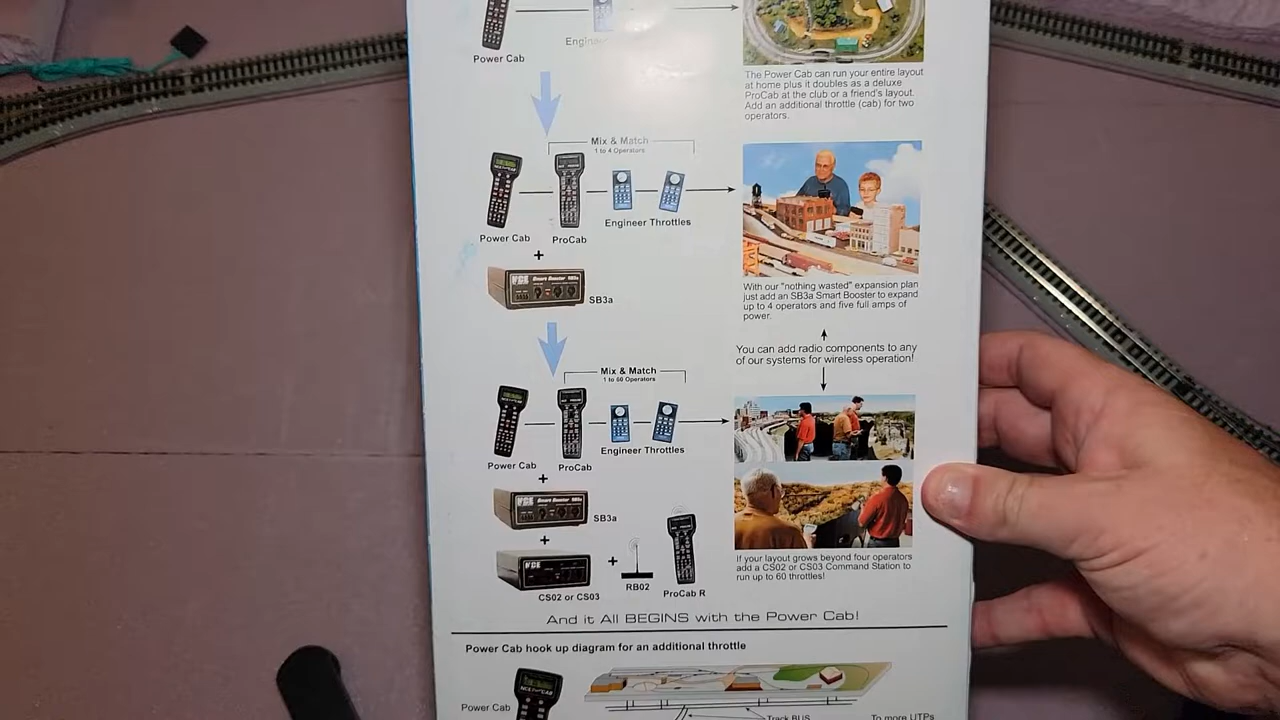 Power Cab
The Power Cab can run your entire layout
at home plus it doubles as a deluxe
ProCab at the club or a friend's layout.
Add an additional throttle (cab) for two
operators.
Mix & Match
1 to 4 Operators
Power Cab
ProCab
Engineer Throttles
+
SB3a
With our "nothing wasted" expansion plan
just add an SB3a Smart Booster to expand
up to 4 operators and five full amps of
power.
You can add radio components to any
of our systems for wireless operation!
Mix & Match
1 to 60 Operators
Power Cab
ProCab
Engineer Throttles
+
SB3a
+
CS02 or CS03
+
RB02
ProCab R
If your layout grows beyond four operators
add a CS02 or CS03 Command Station to
run up to 60 throttles!
And it All BEGINS with the Power Cab!
Power Cab hook up diagram for an additional throttle
Power Cab
Track BUS
To more UTPs